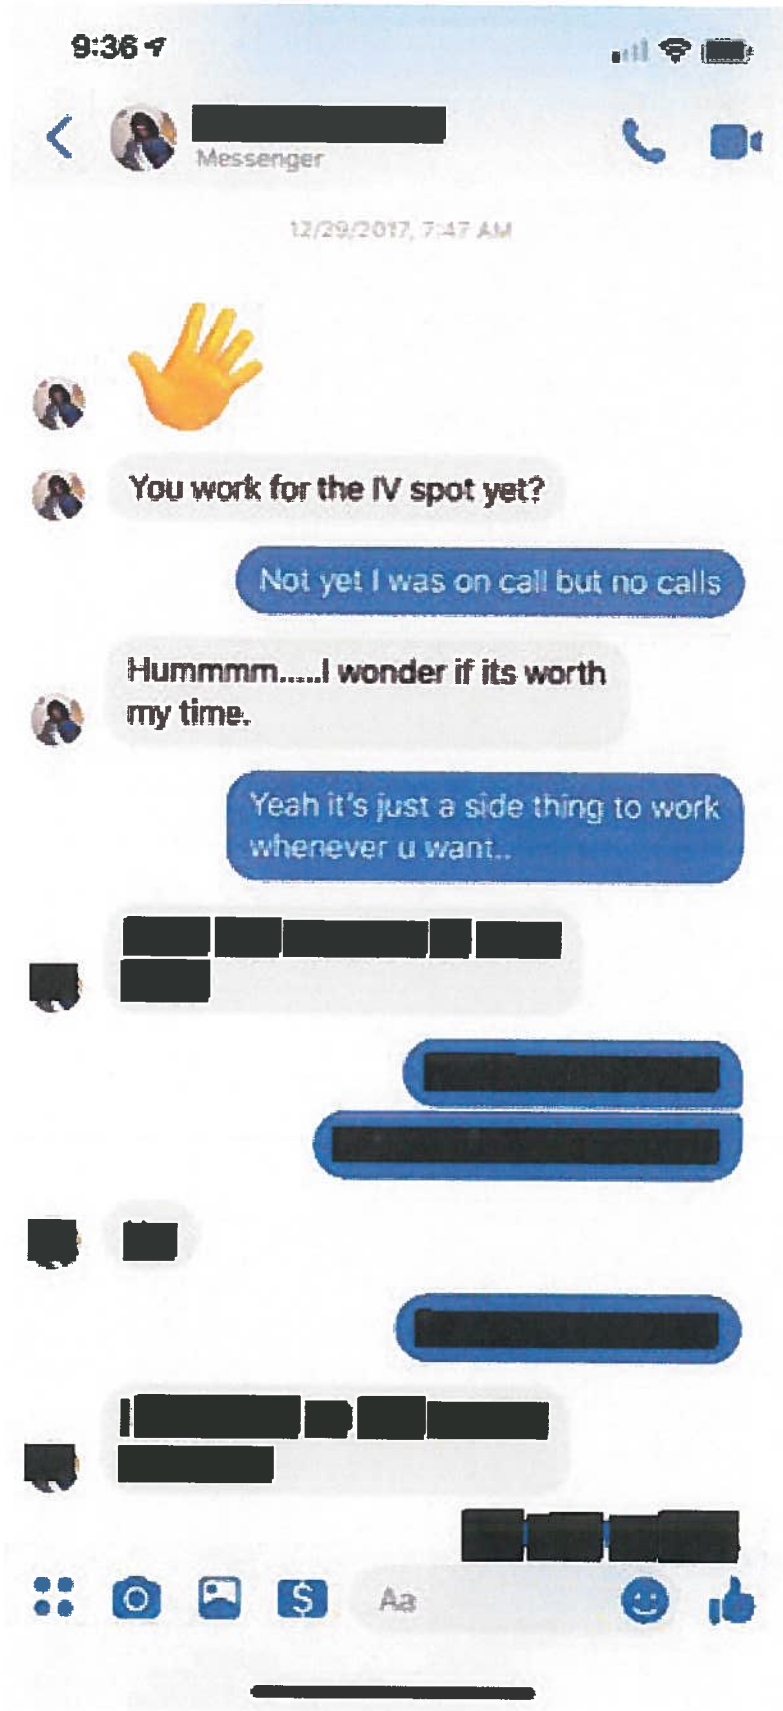 9:36
Messenger
12/29/2017, 7:47 AM
You work for the IV spot yet?
Not yet I was on call but no calls
Hummmm.....I wonder if its worth
my time.
Yeah it's just a side thing to work
whenever u want..
Aa